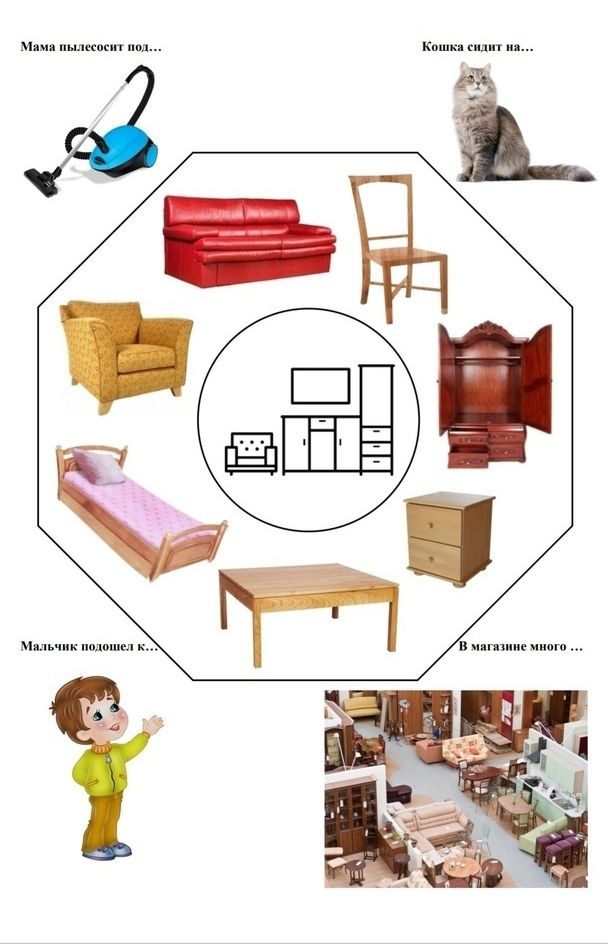 Мама пылесосит под…
Кошка сидит на…
Мальчик подошел к…
В магазине много …